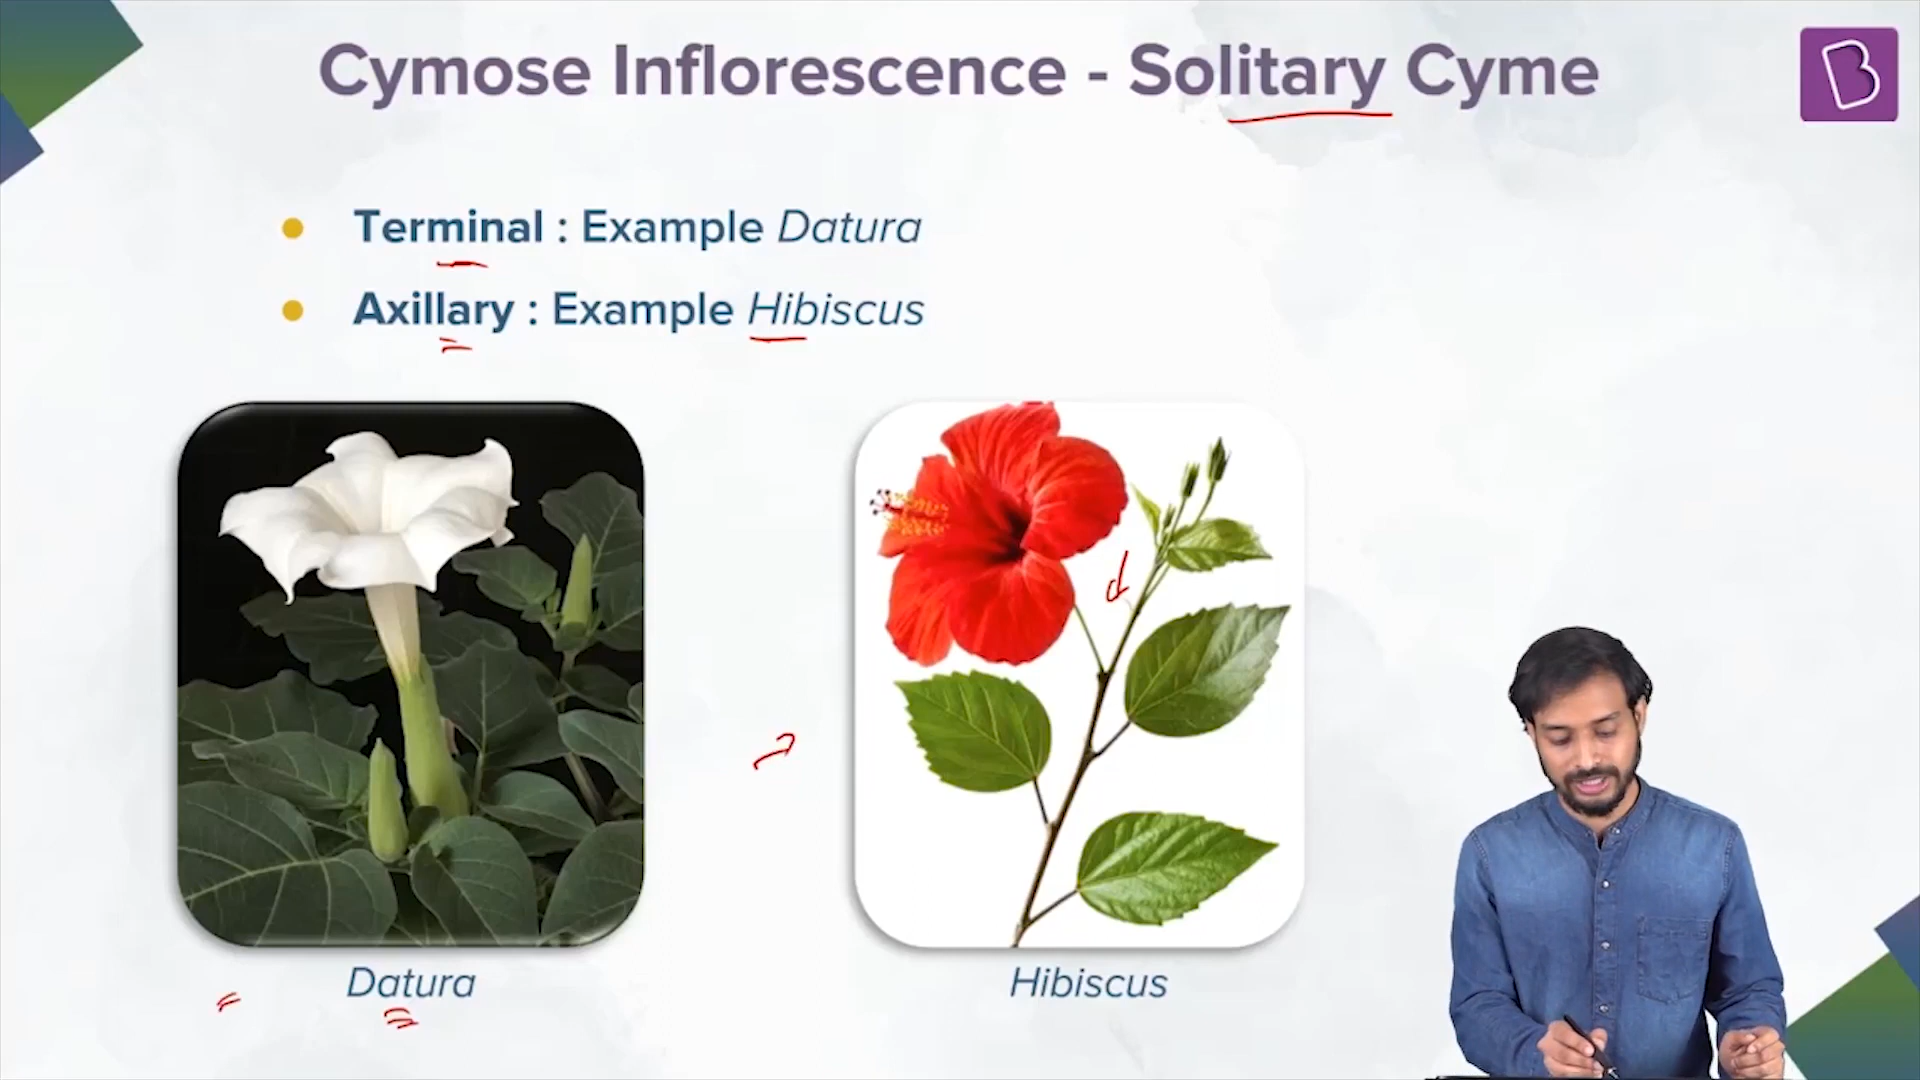 Cymose Inflorescence - Solitary Cyme
Terminal : Example Datura
Axillary : Example Hibiscus
Datura
Hibiscus